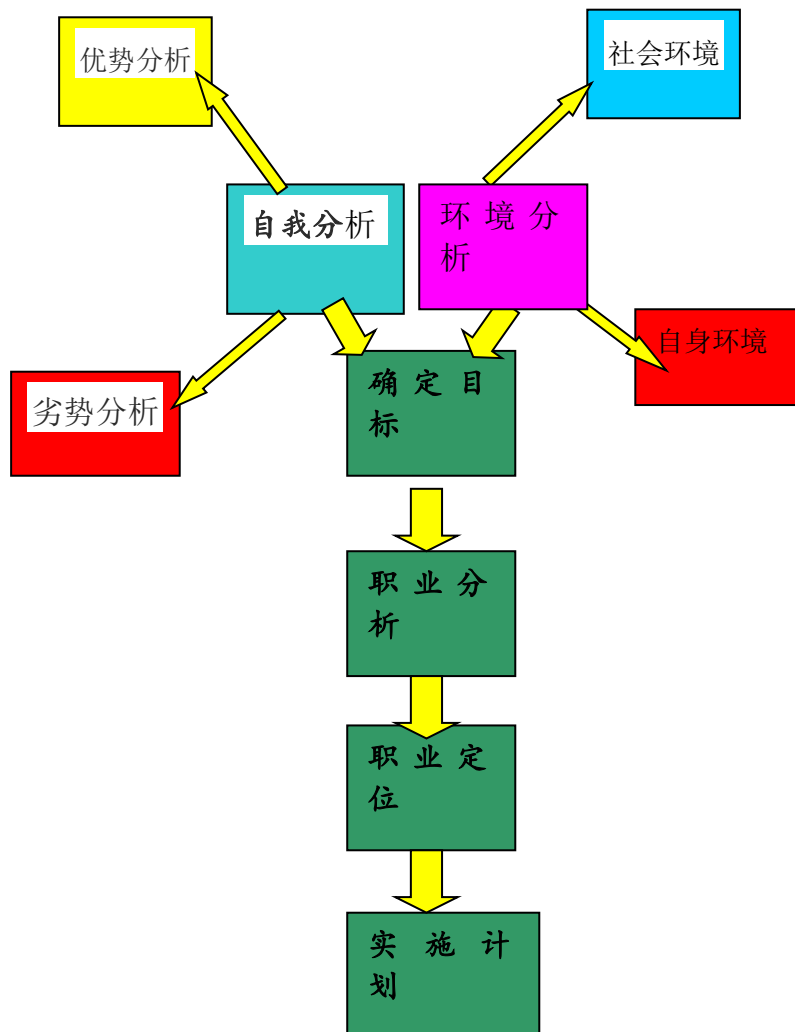 优势分析
社会环境
自我分析
环境分
析
自身环境
劣势分析
确定目
标
职业分
析
职业定
位
实施计
划